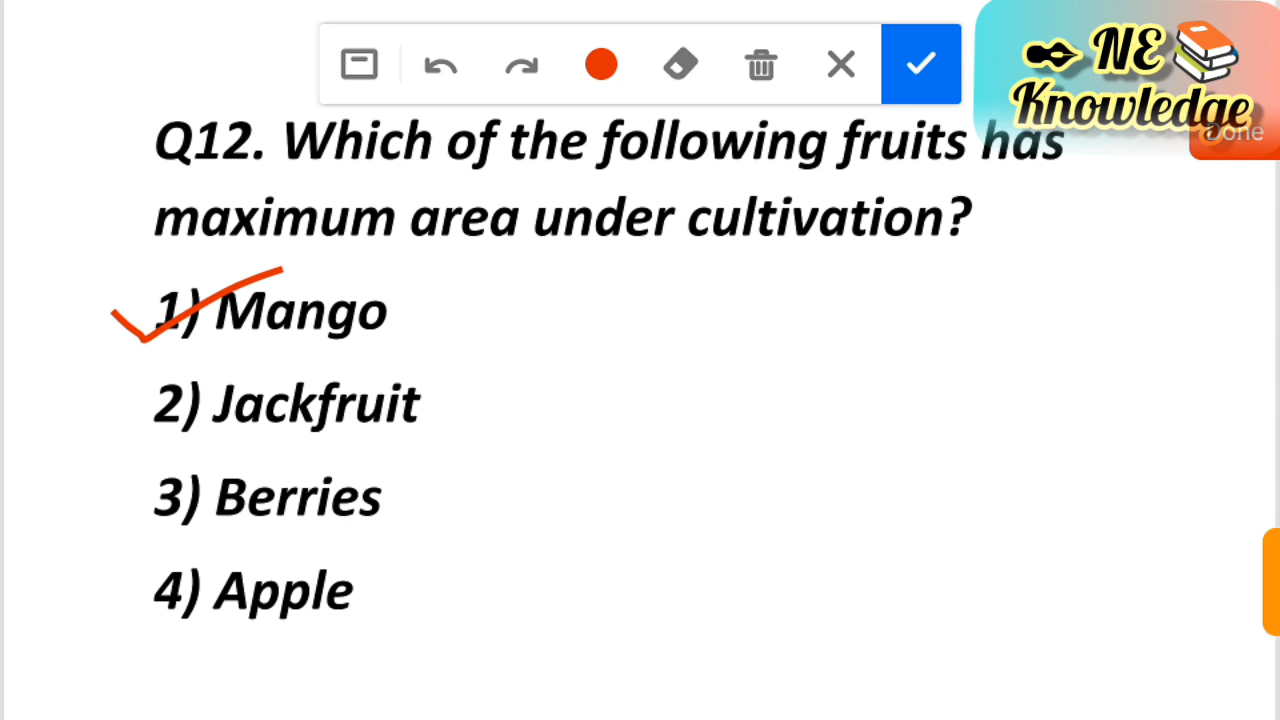 NE
Knowledge
Done
Q12. Which of the following fruits has
maximum area under cultivation?
1) Mango
2) Jackfruit
3) Berries
4) Apple